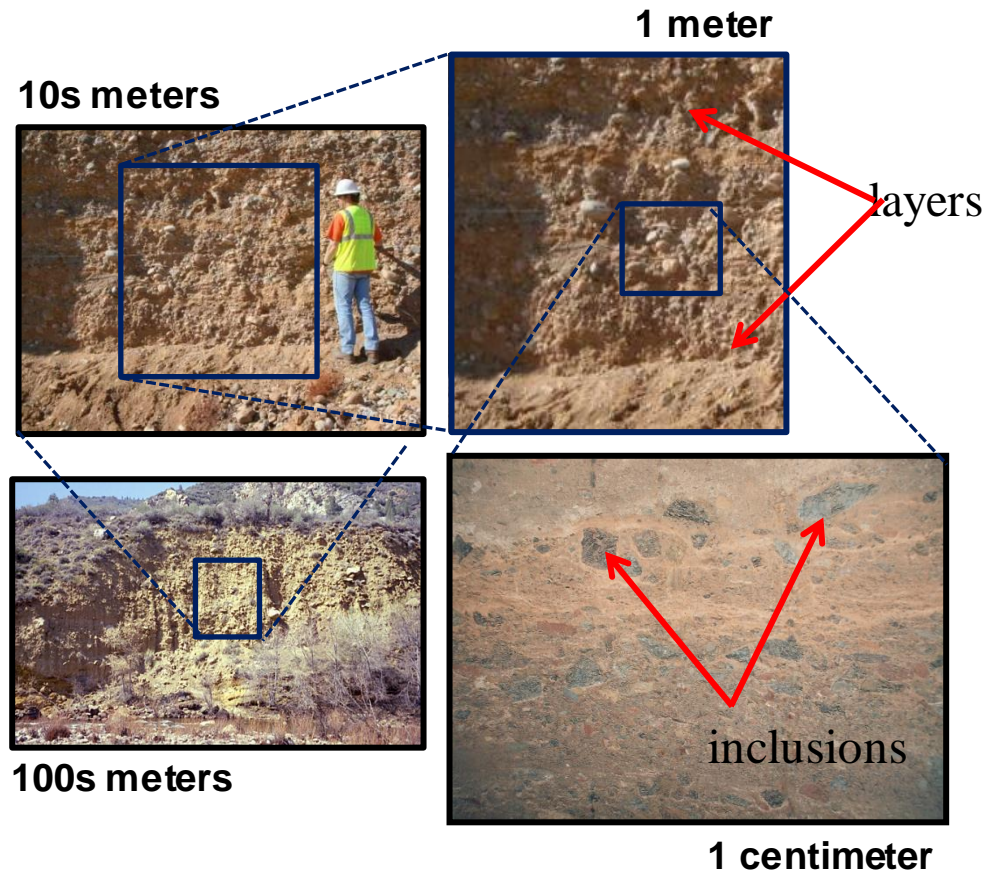 1 meter
10s meters
layers
inclusions
100s meters
1 centimeter